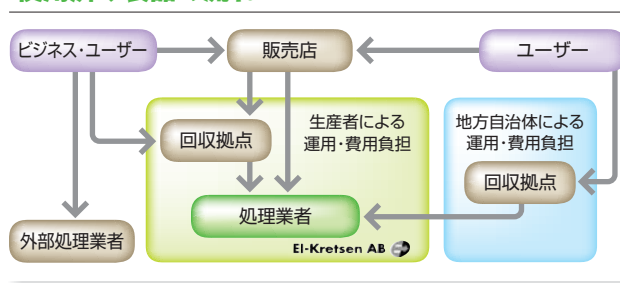 ビジネス・ユーザー
販売店
ユーザー
生産者による
運用・費用負担
地方自治体による
運用・費用負担
回収拠点
回収拠点
処理業者
外部処理業者
El-Kretsen AB